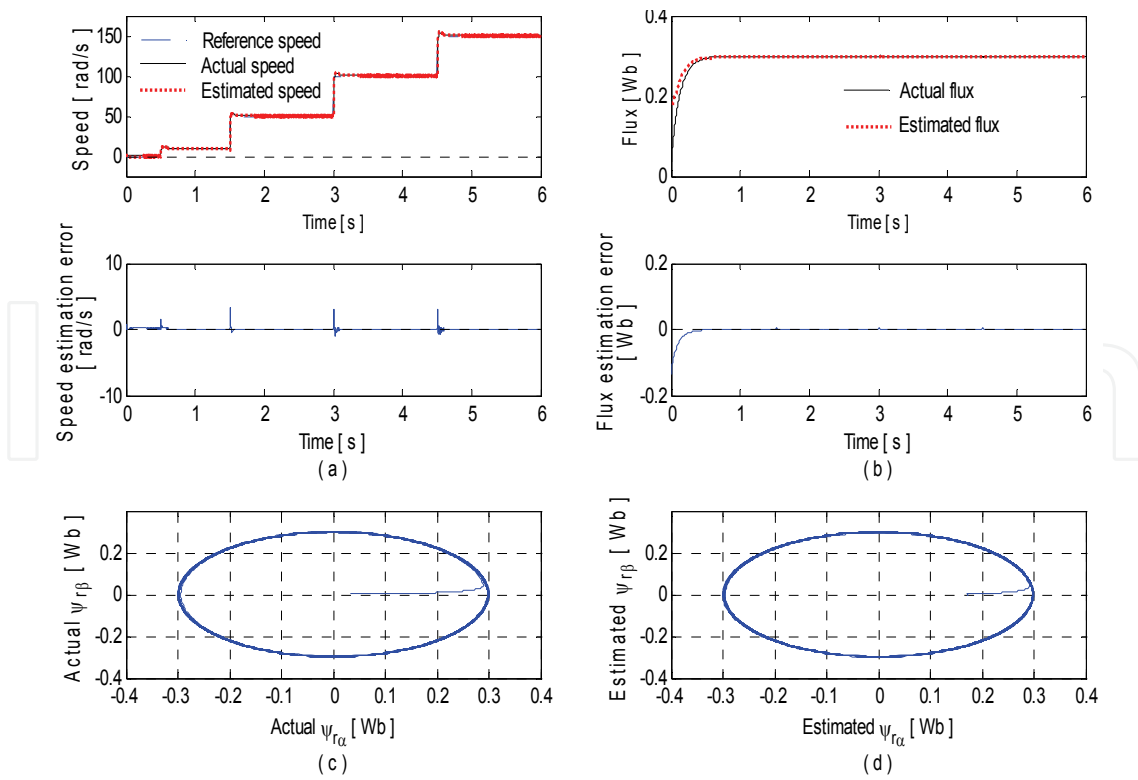 150
100
50
0
Speed [ rad/s ]
Reference speed
Actual speed
Estimated speed
0 1 2 3 4 5 6
Time [ s ]
0.4
0.2
0
Flux [ Wb ]
Actual flux
Estimated flux
0 1 2 3 4 5 6
Time [ s ]
10
0
-10
Speed estimation error
[ rad/s ]
0 1 2 3 4 5 6
Time [ s ]
( a )
0.2
0
-0.2
Flux estimation error
[ Wb ]
0 1 2 3 4 5 6
Time [ s ]
( b )
0.2
0
-0.2
-0.4
Actual ψrβ [ Wb ]
-0.4 -0.3 -0.2 -0.1 0 0.1 0.2 0.3 0.4
Actual ψrα [ Wb ]
( c )
0.2
0
-0.2
-0.4
Estimated ψrβ [ Wb ]
-0.4 -0.3 -0.2 -0.1 0 0.1 0.2 0.3 0.4
Estimated ψrα [ Wb ]
( d )